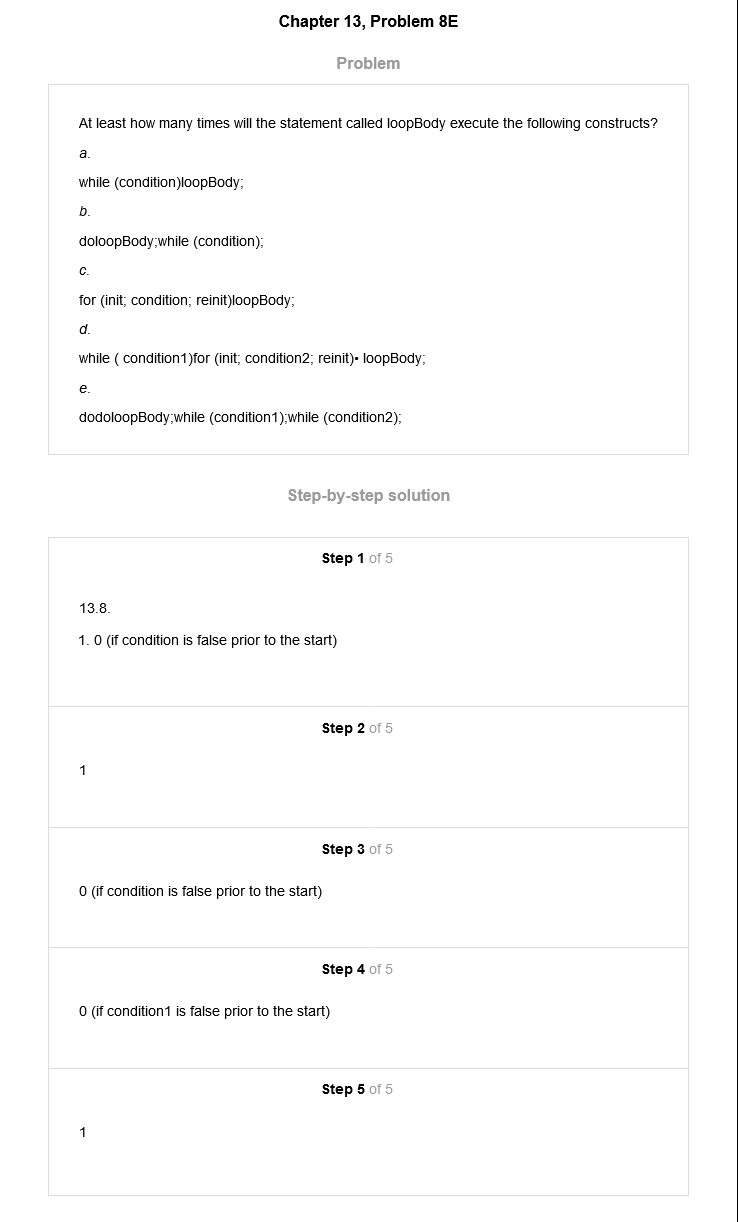 Chapter 13, Problem 8E
Problem
At least how many times will the statement called loopBody execute the following constructs?
a.
while (condition)loopBody;
b.
doloopBody;while (condition);
c.
for (init; condition; reinit)loopBody;
d.
while ( condition1)for (init; condition2; reinit)• loopBody;
e.
dodoloopBody;while (condition1);while (condition2);
Step-by-step solution
Step 1 of 5
13.8.
1. 0 (if condition is false prior to the start)
Step 2 of 5
1
Step 3 of 5
0 (if condition is false prior to the start)
Step 4 of 5
0 (if condition1 is false prior to the start)
Step 5 of 5
1